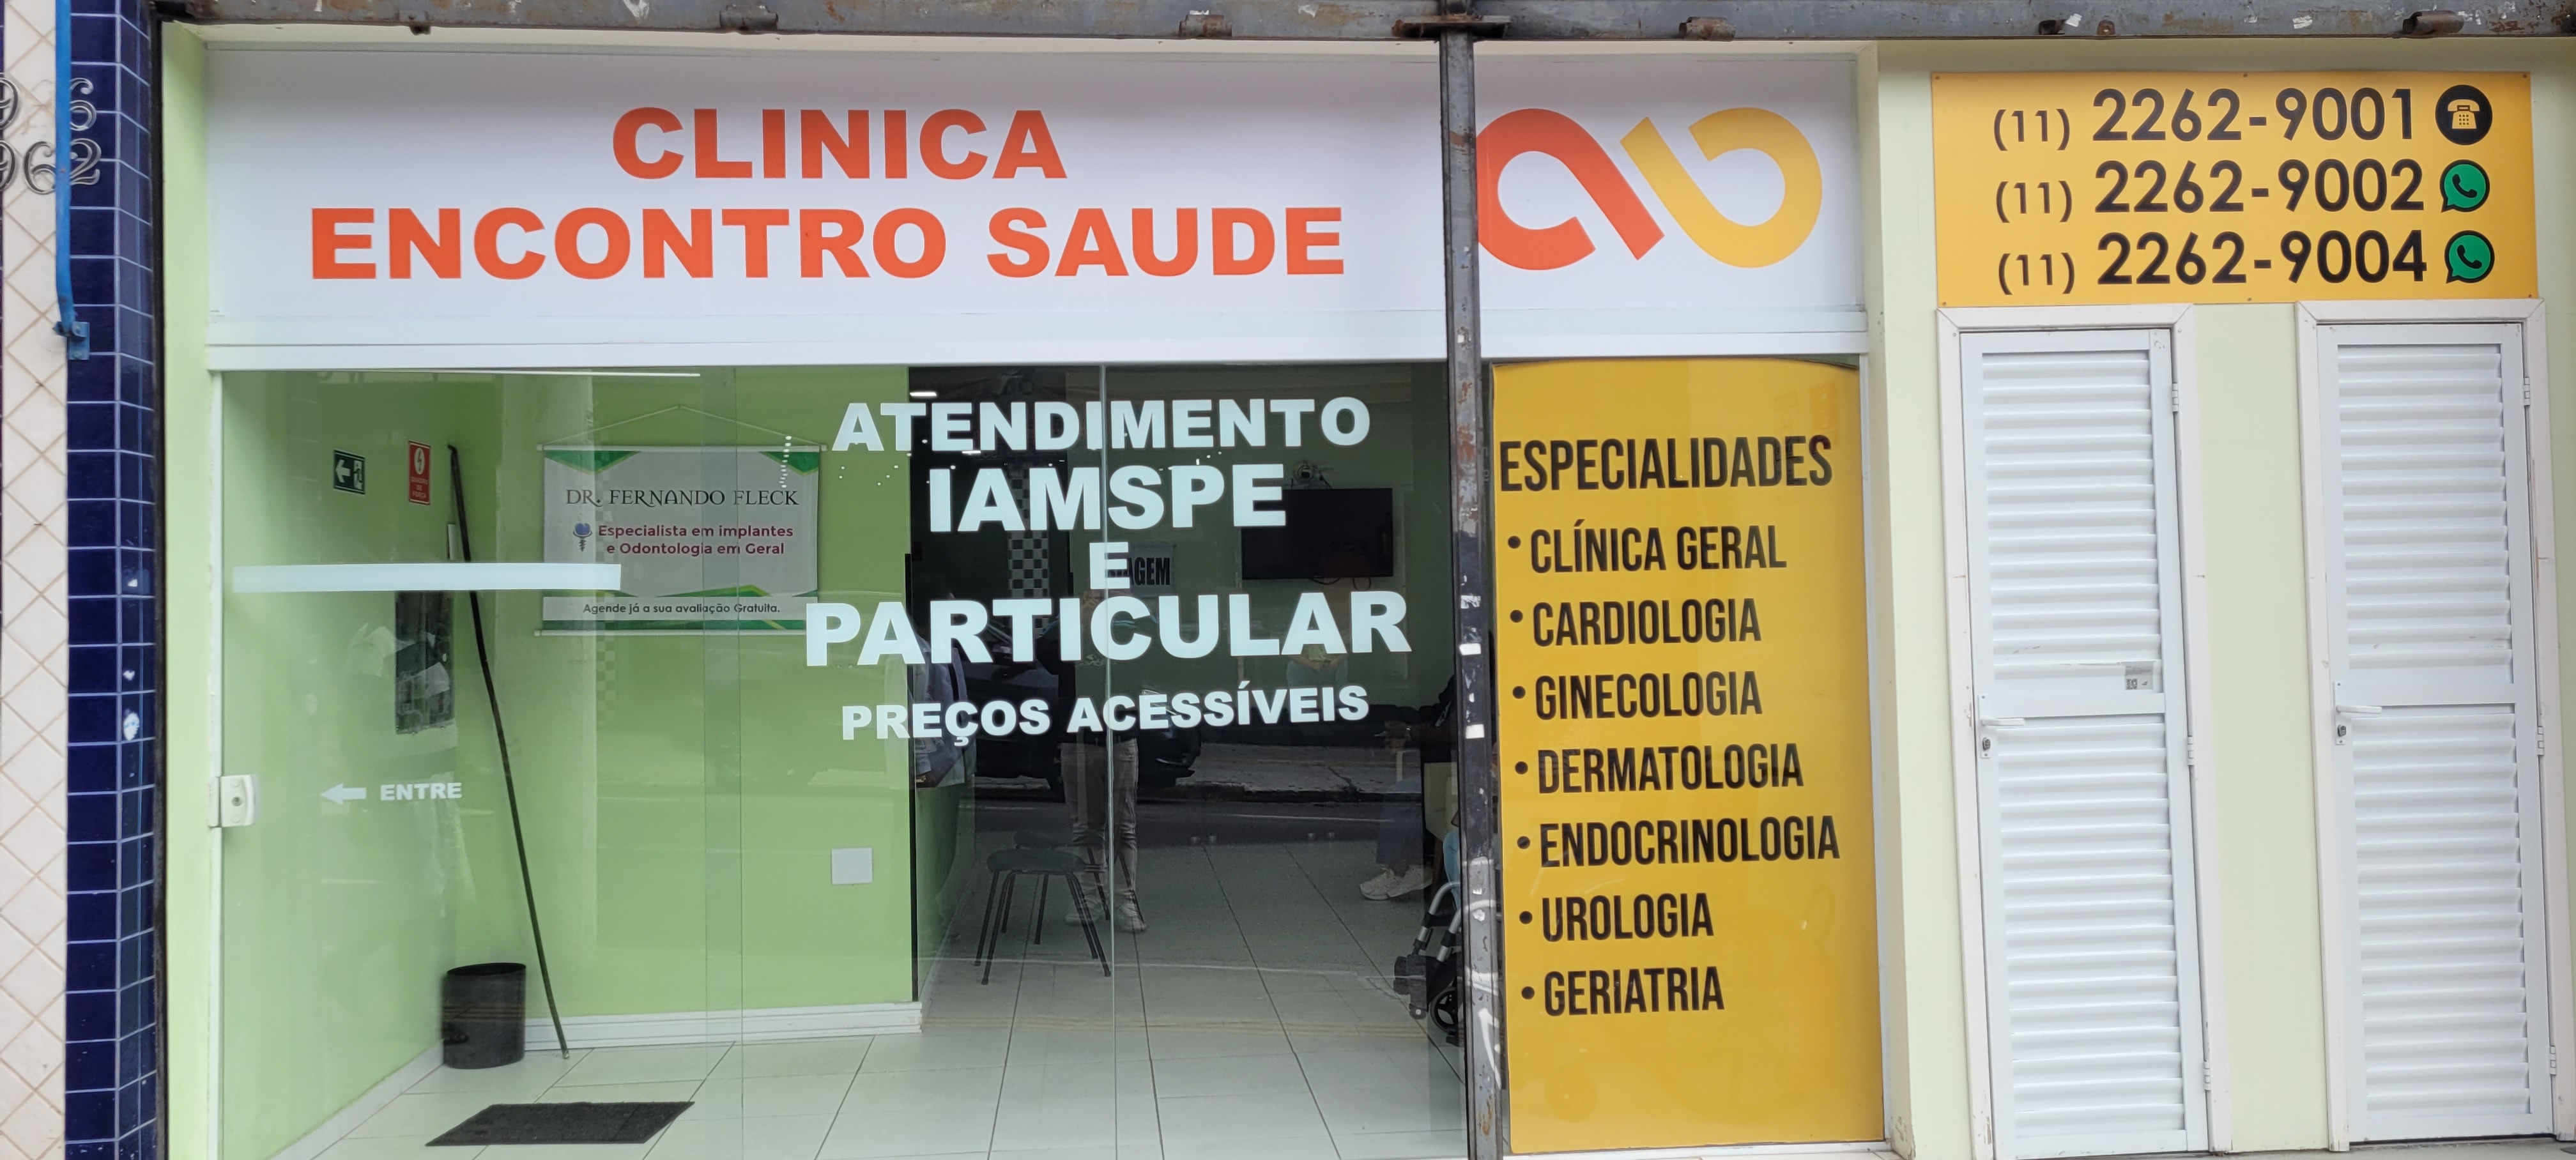 CLINICA
ENCONTRO SAUDE
(11) 2262-9001
(11) 2262-9002
(11) 2262-9004
ATENDIMENTO
IAMSPE
E
PARTICULAR
PREÇOS ACESSÍVEIS
DR. FERNANDO FLECK
Especialista em implantes
e Odontologia em Geral
Agende já a sua avaliação Gratuita.
ENTRE
ESPECIALIDADES
• CLÍNICA GERAL
• CARDIOLOGIA
• GINECOLOGIA
• DERMATOLOGIA
• ENDOCRINOLOGIA
• UROLOGIA
• GERIATRIA